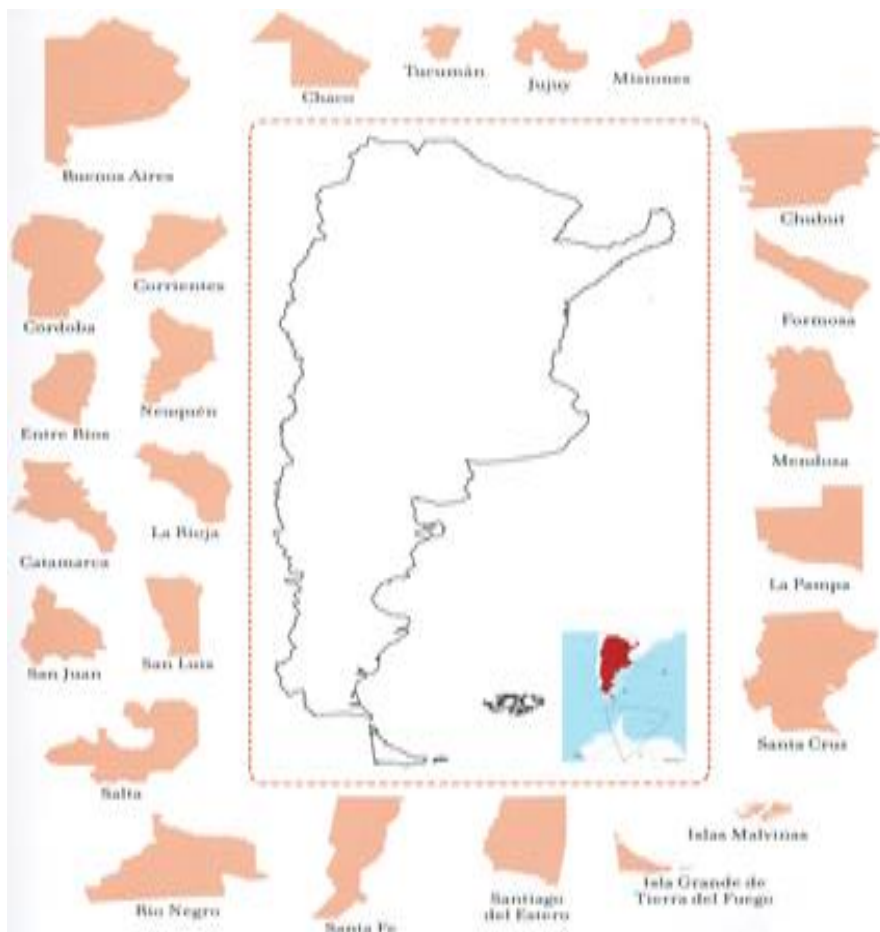 Chaco
Tucumán
Jujuy
Misiones
Buenos Aires
Chubut
Corrientes
Córdoba
Formosa
Neuquén
Entre Ríos
Mendosa
La Rioja
Catamarca
La Pampa
San Juan
San Luis
Santa Cruz
Salta
Islas Malvinas
Río Negro
Santa Fe
Santiago
del Estero
Isla Grande de
Tierra del Fuego